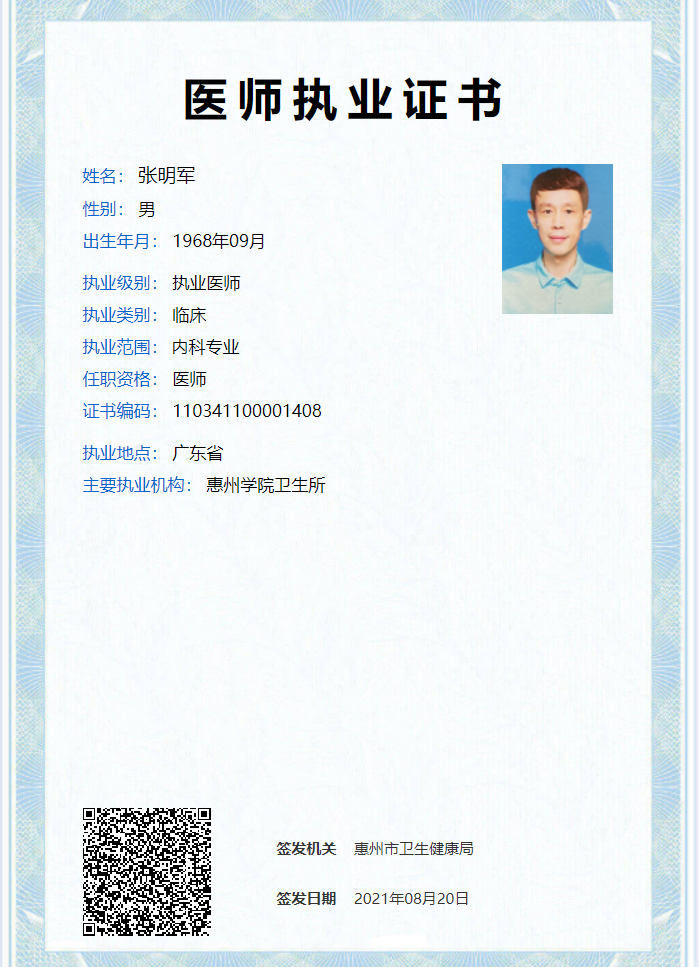 医师执业证书
姓名： 张明军
性别： 男
出生年月： 1968年09月
执业级别： 执业医师
执业类别： 临床
执业范围： 内科专业
任职资格： 医师
证书编码： 110341100001408
执业地点： 广东省
主要执业机构： 惠州学院卫生所
签发机关 惠州市卫生健康局
签发日期 2021年08月20日